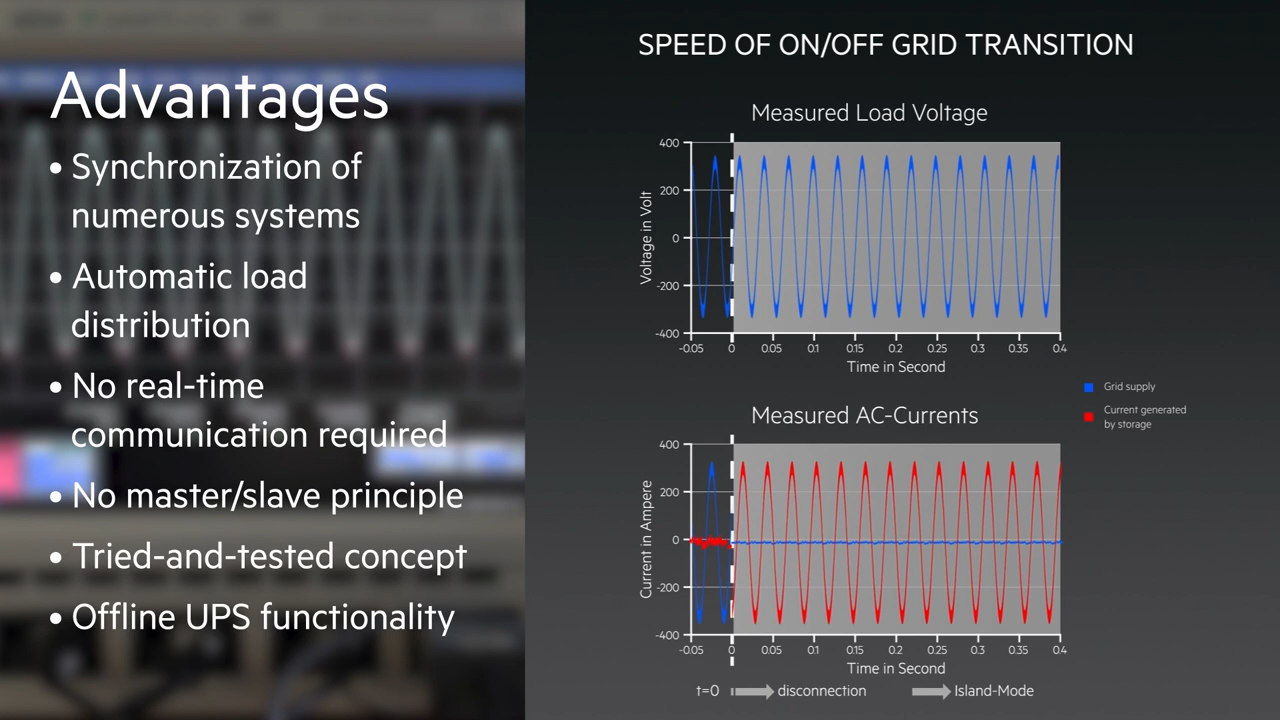 Advantages
• Synchronization of
numerous systems
• Automatic load
distribution
• No real-time
communication required
• No master/slave principle
• Tried-and-tested concept
• Offline UPS functionality
SPEED OF ON/OFF GRID TRANSITION
Measured Load Voltage
Voltage in Volt
400
200
0
-200
-400
-0.05 0 0.05 0.1 0.15 0.2 0.25 0.3 0.35 0.4
Time in Second
Grid supply
Current generated
by storage
Measured AC-Currents
Current in Ampere
400
200
0
-200
-400
-0.05 0 0.05 0.1 0.15 0.2 0.25 0.3 0.35 0.4
Time in Second
t=0 disconnection Island-Mode